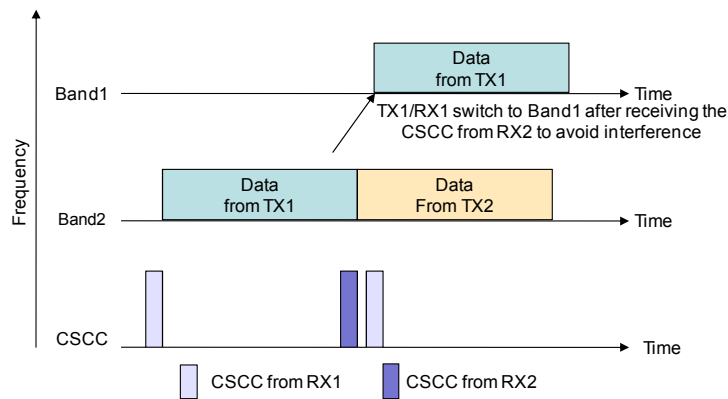 Data
from TX1
Band1
Time
TX1/RX1 switch to Band1 after receiving the
CSCC from RX2 to avoid interference
Frequency
Data
from TX1
Data
From TX2
Band2
Time
CSCC
Time
CSCC from RX1
CSCC from RX2